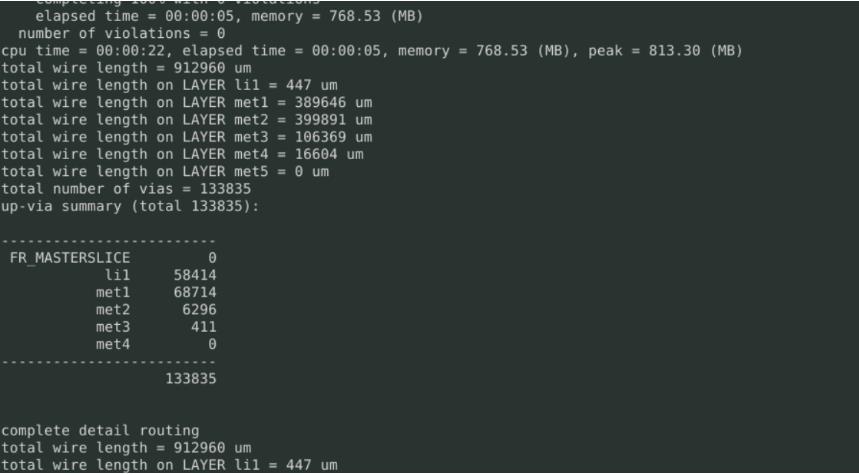 completing 100% with 0 violations
elapsed time = 00:00:05, memory = 768.53 (MB)
number of violations = 0
cpu time = 00:00:22, elapsed time = 00:00:05, memory = 768.53 (MB), peak = 813.30 (MB)
total wire length = 912960 um
total wire length on LAYER li1 = 447 um
total wire length on LAYER met1 = 389646 um
total wire length on LAYER met2 = 399891 um
total wire length on LAYER met3 = 106369 um
total wire length on LAYER met4 = 16604 um
total wire length on LAYER met5 = 0 um
total number of vias = 133835
up-via summary (total 133835):
-------------------------
FR_MASTERSLICE 0
li1 58414
met1 68714
met2 6296
met3 411
met4 0
-------------------------
133835
complete detail routing
total wire length = 912960 um
total wire length on LAYER li1 = 447 um